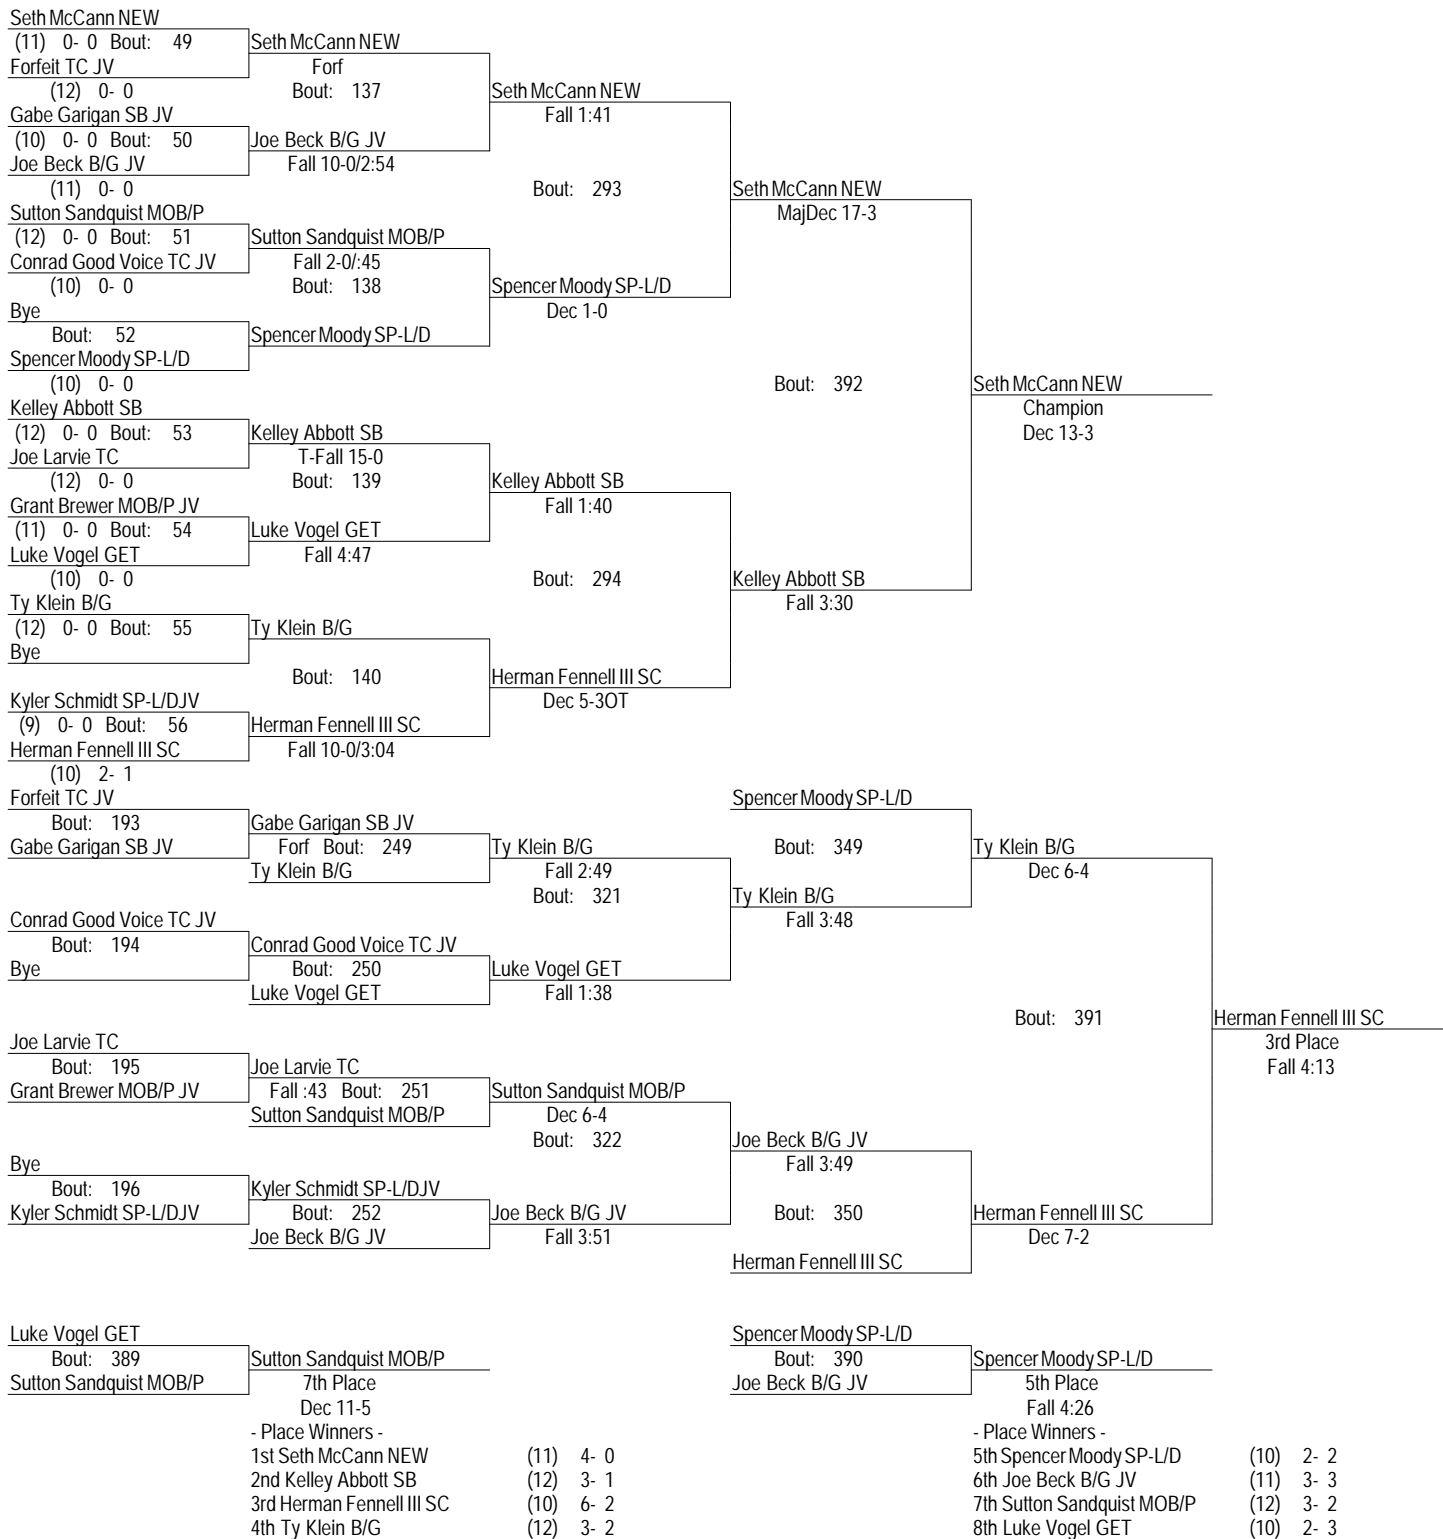 Seth McCann NEW
(11) 0- 0 Bout: 49 Seth McCann NEW
Forfeit TC JV Forf
(12) 0- 0 Bout: 137 Seth McCann NEW
Gabe Garigan SB JV Fall 1:41
(10) 0- 0 Bout: 50 Joe Beck B/G JV
Joe Beck B/G JV Fall 10-0/2:54
(11) 0- 0 Bout: 293 Seth McCann NEW
Sutton Sandquist MOB/P MajDec 17-3
(12) 0- 0 Bout: 51 Sutton Sandquist MOB/P
Conrad Good Voice TC JV Fall 2-0/:45
(10) 0- 0 Bout: 138 Spencer Moody SP-L/D
Bye Dec 1-0
Bout: 52 Spencer Moody SP-L/D
Spencer Moody SP-L/D
(10) 0- 0 Bout: 392 Seth McCann NEW
Kelley Abbott SB Champion
(12) 0- 0 Bout: 53 Kelley Abbott SB Dec 13-3
Joe Larvie TC T-Fall 15-0
(12) 0- 0 Bout: 139 Kelley Abbott SB
Grant Brewer MOB/P JV Fall 1:40
(11) 0- 0 Bout: 54 Luke Vogel GET
Luke Vogel GET Fall 4:47
(10) 0- 0 Bout: 294 Kelley Abbott SB
Ty Klein B/G Fall 3:30
(12) 0- 0 Bout: 55 Ty Klein B/G
Bye
Bout: 140 Herman Fennell III SC
Kyler Schmidt SP-L/DJV Dec 5-3OT
(9) 0- 0 Bout: 56 Herman Fennell III SC
Herman Fennell III SC Fall 10-0/3:04
(10) 2- 1
Forfeit TC JV Spencer Moody SP-L/D
Bout: 193 Gabe Garigan SB JV
Gabe Garigan SB JV Forf Bout: 249 Ty Klein B/G Bout: 349 Ty Klein B/G
Ty Klein B/G Fall 2:49 Dec 6-4
Bout: 321 Ty Klein B/G
Conrad Good Voice TC JV Fall 3:48
Bout: 194 Conrad Good Voice TC JV
Bye Bout: 250 Luke Vogel GET
Luke Vogel GET Fall 1:38
Bout: 391 Herman Fennell III SC
Joe Larvie TC 3rd Place
Bout: 195 Joe Larvie TC Fall 4:13
Grant Brewer MOB/P JV Fall :43 Bout: 251 Sutton Sandquist MOB/P
Sutton Sandquist MOB/P Dec 6-4
Bout: 322 Joe Beck B/G JV
Bye Fall 3:49
Bout: 196 Kyler Schmidt SP-L/DJV
Kyler Schmidt SP-L/DJV Bout: 252 Joe Beck B/G JV Bout: 350 Herman Fennell III SC
Joe Beck B/G JV Fall 3:51 Dec 7-2
Herman Fennell III SC
Luke Vogel GET Spencer Moody SP-L/D
Bout: 389 Sutton Sandquist MOB/P Bout: 390 Spencer Moody SP-L/D
Sutton Sandquist MOB/P 7th Place Joe Beck B/G JV 5th Place
Dec 11-5 Fall 4:26
- Place Winners - - Place Winners -
1st Seth McCann NEW (11) 4- 0 5th Spencer Moody SP-L/D (10) 2- 2
2nd Kelley Abbott SB (12) 3- 1 6th Joe Beck B/G JV (11) 3- 3
3rd Herman Fennell III SC (10) 6- 2 7th Sutton Sandquist MOB/P (12) 3- 2
4th Ty Klein B/G (12) 3- 2 8th Luke Vogel GET (10) 2- 3